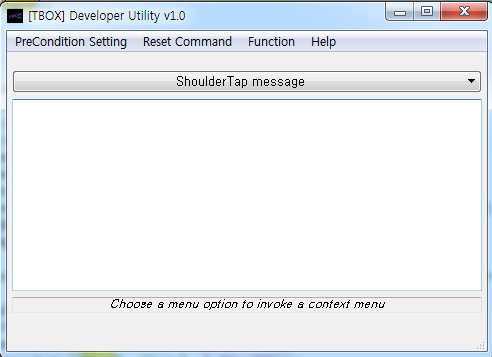 [TBOX] Developer Utility v1.0
PreCondition Setting Reset Command Function Help
ShoulderTap message
Choose a menu option to invoke a context menu